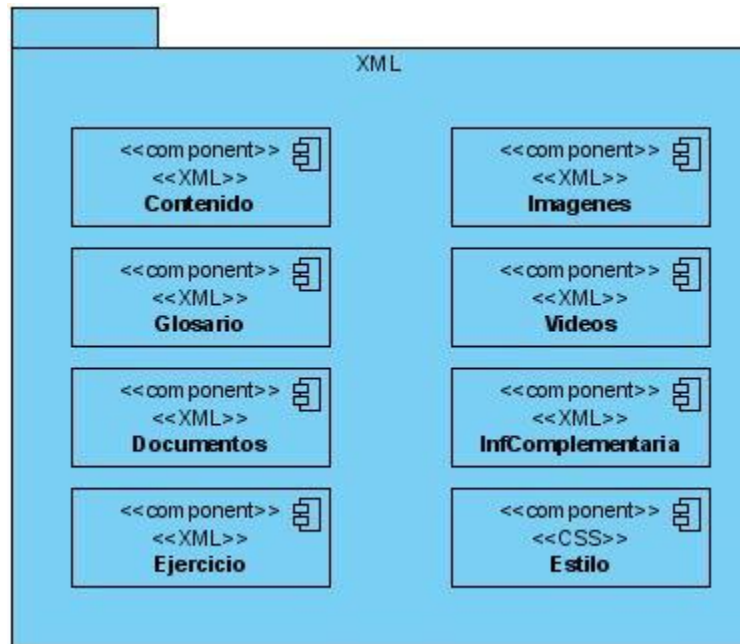 XML
<<component>>
<<XML>>
Contenido
<<component>>
<<XML>>
Imagenes
<<component>>
<<XML>>
Glosario
<<component>>
<<XML>>
Videos
<<component>>
<<XML>>
Documentos
<<component>>
<<XML>>
InfComplementaria
<<component>>
<<XML>>
Ejercicio
<<component>>
<<CSS>>
Estilo